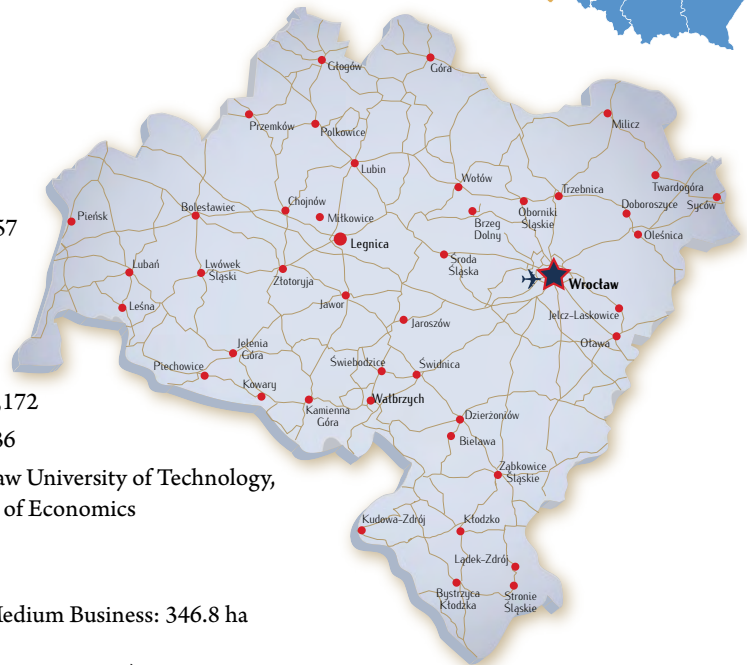 Głogów
Góra
Przemków
Polkowice
Milicz
Lubin
Wołów
Trzebnica
Twardogóra
Syców
Pieńsk
Bolesławiec
Chojnów
Miłkowice
Brzeg
Dolny
Oborniki
Śląskie
Doboroszyce
Oleśnica
57
Legnica
Środa
Śląska
Lubań
Lwówek
Śląski
Złotoryja
Wrocław
Leśna
Jawor
Jaroszów
Jelcz-Laskowice
Oława
Jelenia
Góra
Piechowice
Świebodzice
Świdnica
Kowary
Kamienna
Góra
Wałbrzych
,172
Dzierżoniów
36
Bielawa
aw University of Technology,
of Economics
Ząbkowice
Śląskie
Kudowa-Zdrój
Kłodzko
Lądek-Zdrój
Bystrzyca
Kłodzka
Stronie
Śląskie
Medium Business: 346.8 ha